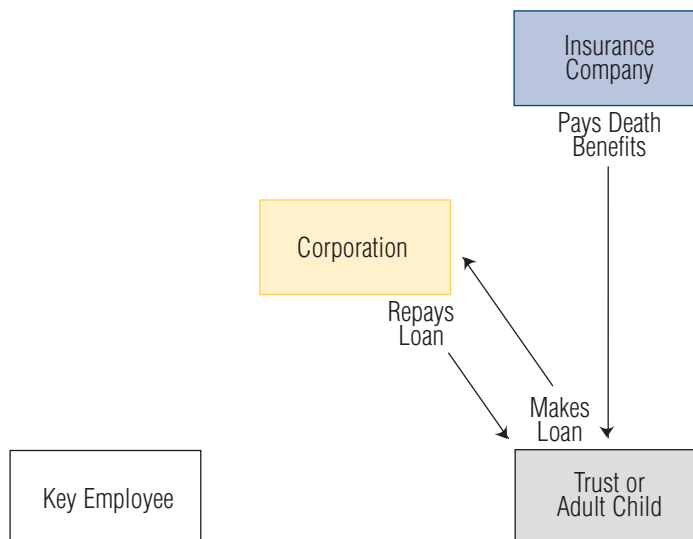 Insurance
Company
Pays Death
Benefits
Corporation
Repays
Loan
Makes
Loan
Key Employee
Trust or
Adult Child